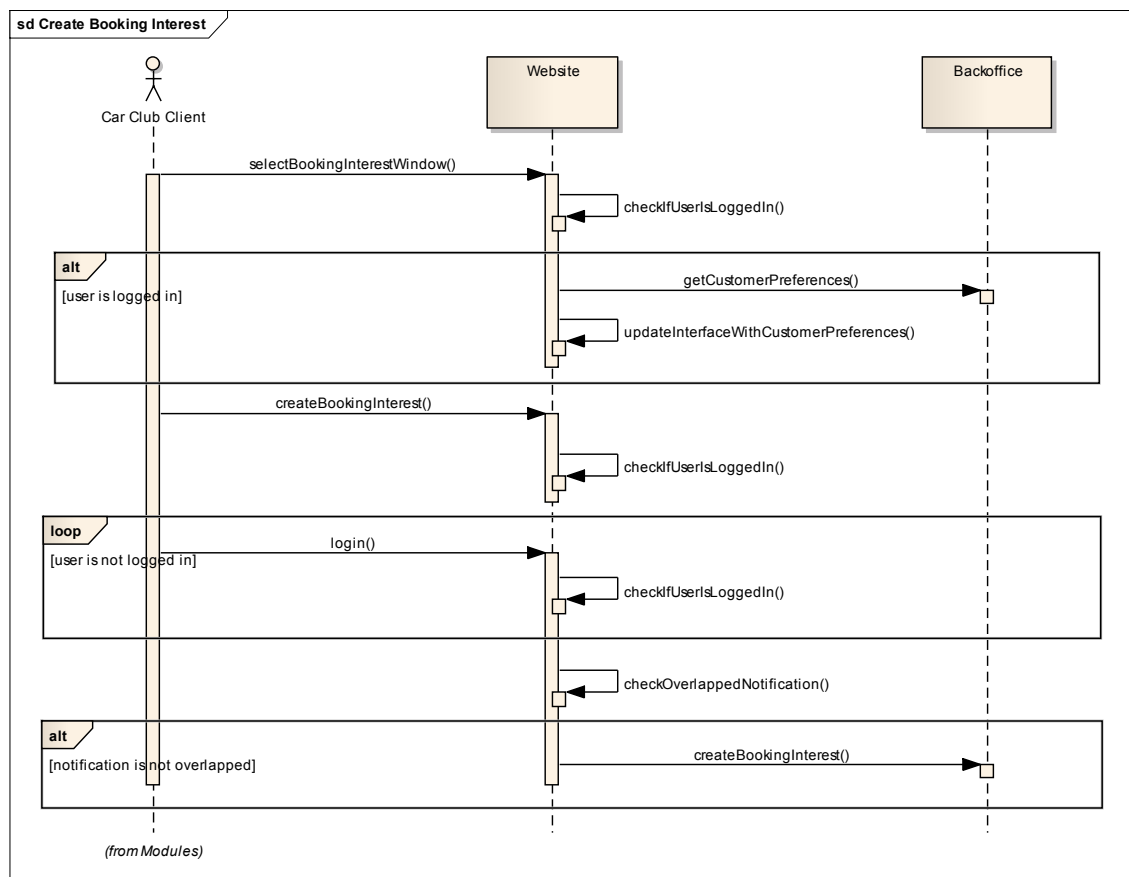 sd Create Booking Interest
Website
Backoffice
Car Club Client
selectBookingInterestWindow()
checkIfUserIsLoggedIn()
alt
[user is logged in]
getCustomerPreferences()
updateInterfaceWithCustomerPreferences()
createBookingInterest()
checkIfUserIsLoggedIn()
loop
[user is not logged in]
login()
checkIfUserIsLoggedIn()
checkOverlappedNotification()
alt
[notification is not overlapped]
createBookingInterest()
(from Modules)